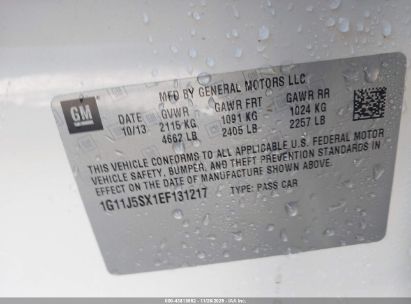 MFD BY GENERAL MOTORS LLC
GM
DATE GVWR GAWR FRT GAWR RR
10/13 2115 KG 1091 KG 1024 KG
4662 LB 2405 LB 2257 LB
THIS VEHICLE CONFORMS TO ALL APPLICABLE U.S. FEDERAL MOTOR
VEHICLE SAFETY, BUMPER, AND THEFT PREVENTION STANDARDS IN
EFFECT ON THE DATE OF MANUFACTURE SHOWN ABOVE.
1G11J5SX1EF131217 TYPE: PASS CAR